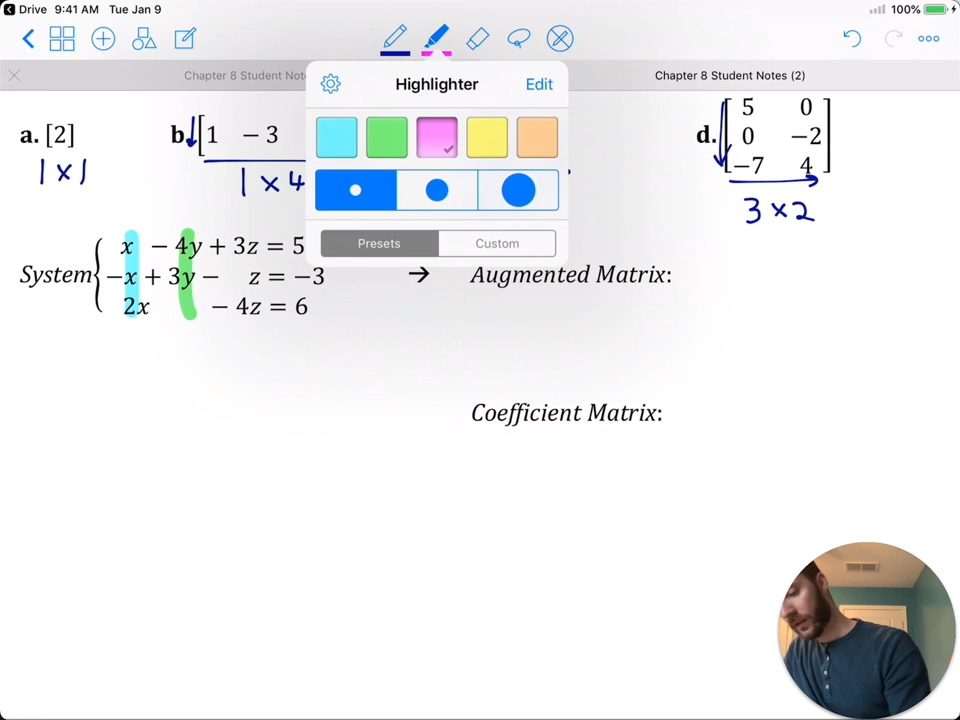 Drive 9:41 AM Tue Jan 9 100%
Chapter 8 Student Not
Chapter 8 Student Notes (2)
Highlighter
Edit
Presets
Custom
a. [2]
1 × 1
b. [1 − 3
1 × 4
d. [5 0
0 −2
−7 4]
3 × 2
System { x − 4y + 3z = 5
−x + 3y − z = −3
2x − 4z = 6
→ Augmented Matrix:
Coefficient Matrix: